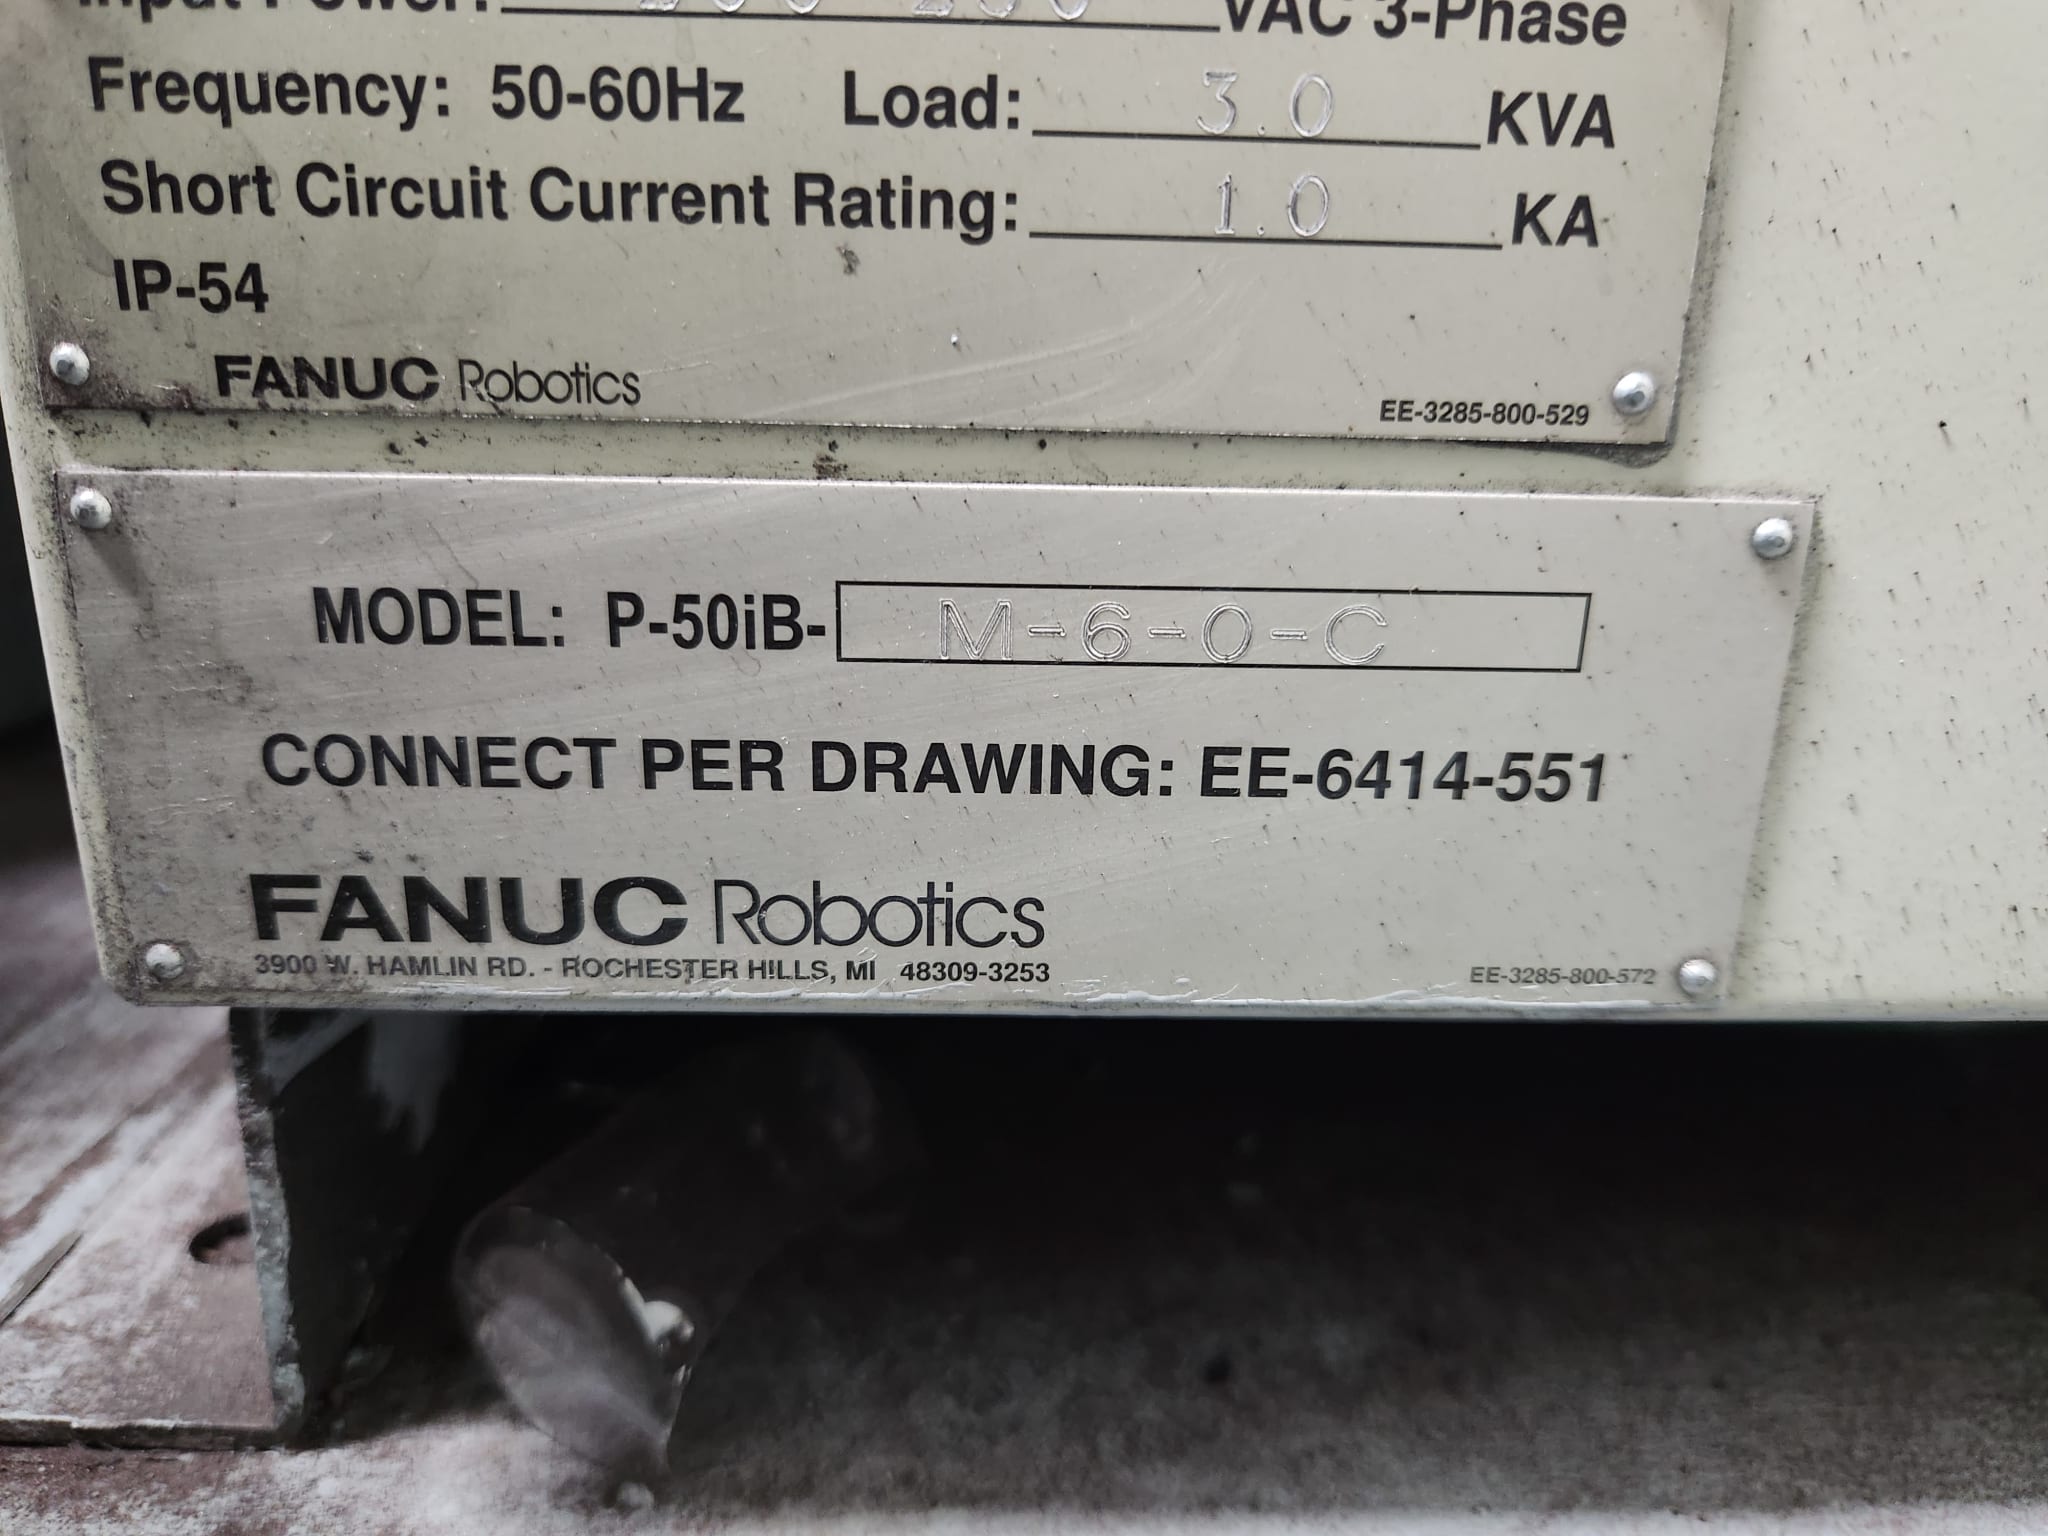 Input Power: VAC 3-Phase
Frequency: 50-60Hz Load: 3.0 KVA
Short Circuit Current Rating: 1.0 KA
IP-54
FANUC Robotics
EE-3285-800-529
MODEL: P-50iB- M-6-0-C
CONNECT PER DRAWING: EE-6414-551
FANUC Robotics
3900 W. HAMLIN RD. - ROCHESTER HILLS, MI 48309-3253
EE-3285-800-572